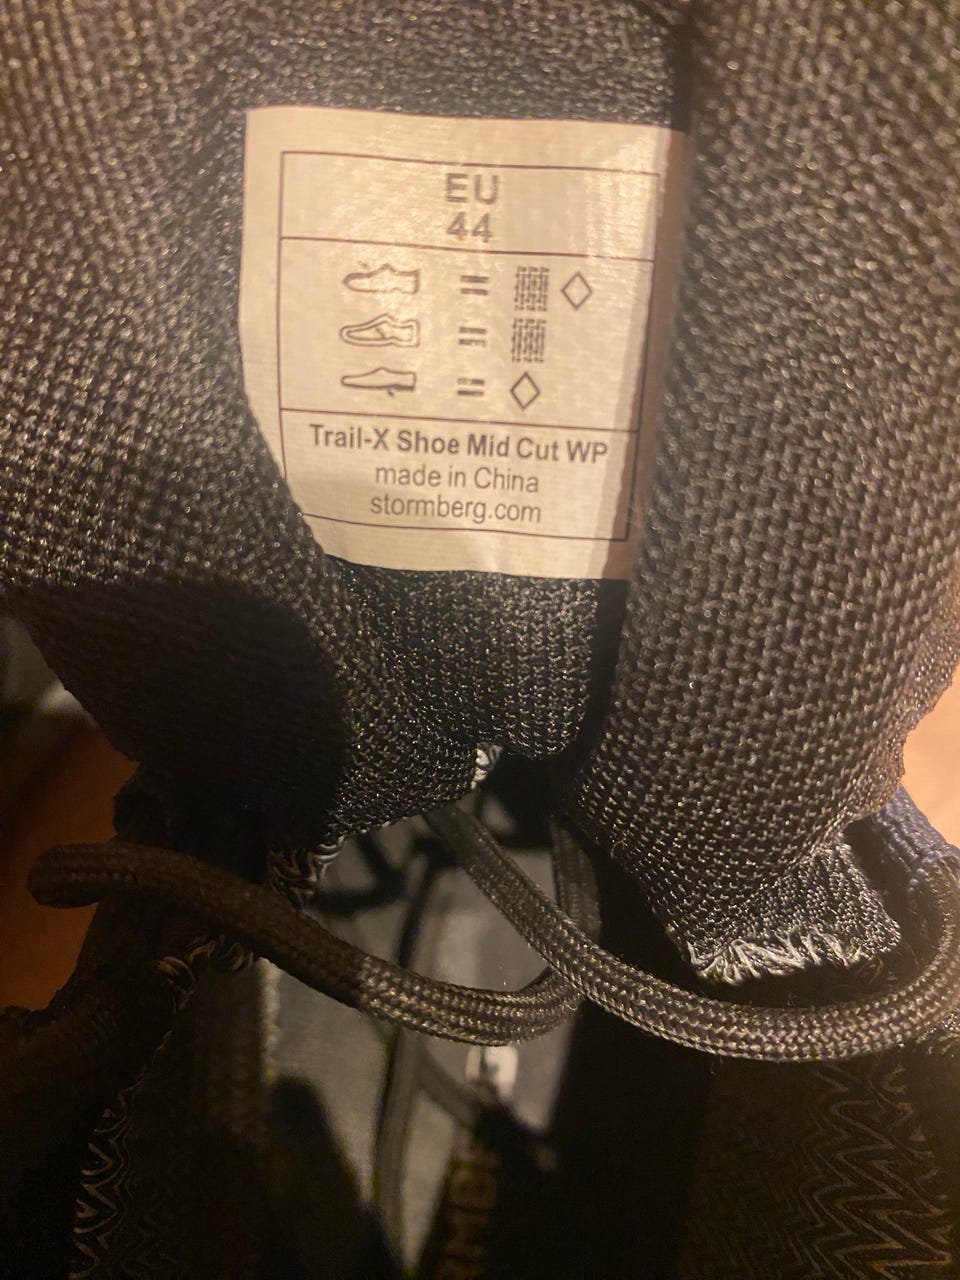 EU
44
Trail-X Shoe Mid Cut WP
made in China
stormberg.com